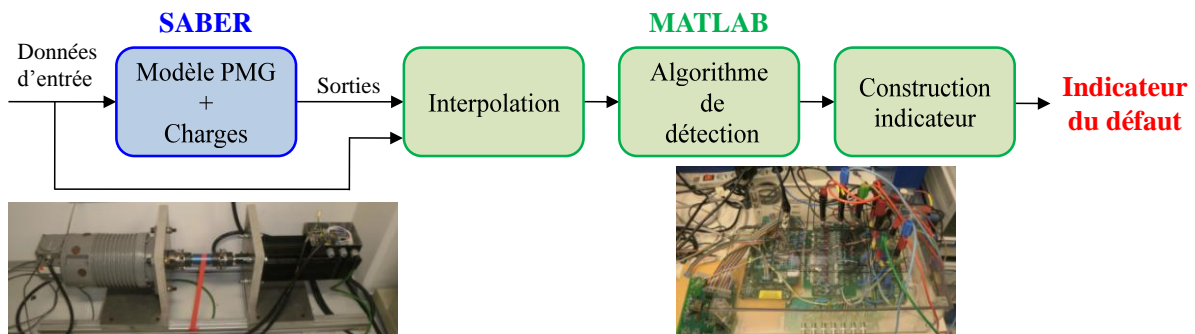 SABER
MATLAB
Données
d'entrée
Modèle PMG
+
Charges
Sorties
Interpolation
Algorithme
de
détection
Construction
indicateur
Indicateur
du défaut